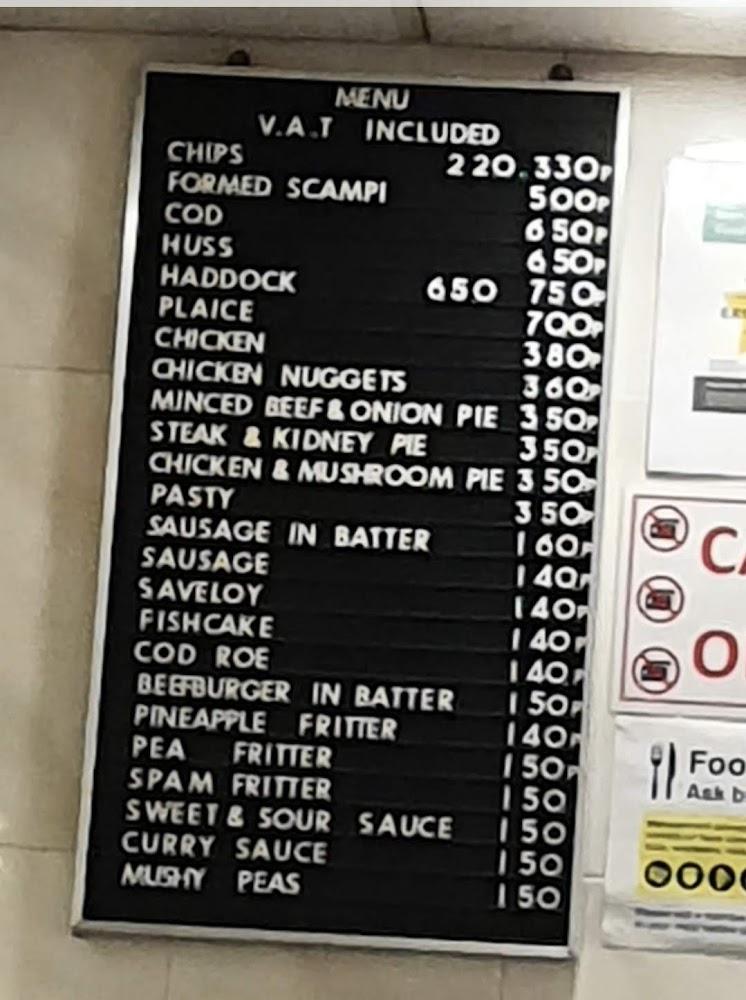 MENU
V.A.T INCLUDED
CHIPS 220.330P
FORMED SCAMPI 500P
COD 650P
HUSS 650P
HADDOCK 650 750P
PLAICE 700P
CHICKEN 380P
CHICKEN NUGGETS 360P
MINCED BEEF & ONION PIE 350P
STEAK & KIDNEY PIE 350P
CHICKEN & MUSHROOM PIE 350P
PASTY 350P
SAUSAGE IN BATTER 160P
SAUSAGE 140P
SAVELOY 140P
FISHCAKE 140P
COD ROE 140P
BEEFBURGER IN BATTER 150P
PINEAPPLE FRITTER 140P
PEA FRITTER 150P
SPAM FRITTER 150
SWEET & SOUR SAUCE 150
CURRY SAUCE 150
MUSHY PEAS 150
CA
O
Foo
Ask b